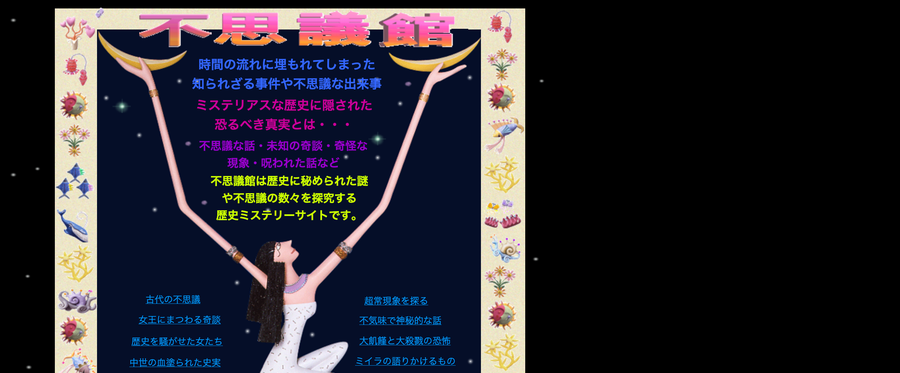 不思議館
時間の流れに埋もれてしまった
知られざる事件や不思議な出来事
ミステリアスな歴史に隠された
恐るべき真実とは・・・
不思議な話・未知の奇談・奇怪な
現象・呪われた話など
不思議館は歴史に秘められた謎
や不思議の数々を探究する
歴史ミステリーサイトです。
古代の不思議
女王にまつわる奇談
歴史を騒がせた女たち
中世の血塗られた史実
超常現象を探る
不気味で神秘的な話
大飢饉と大殺戮の恐怖
ミイラの語りかけるもの